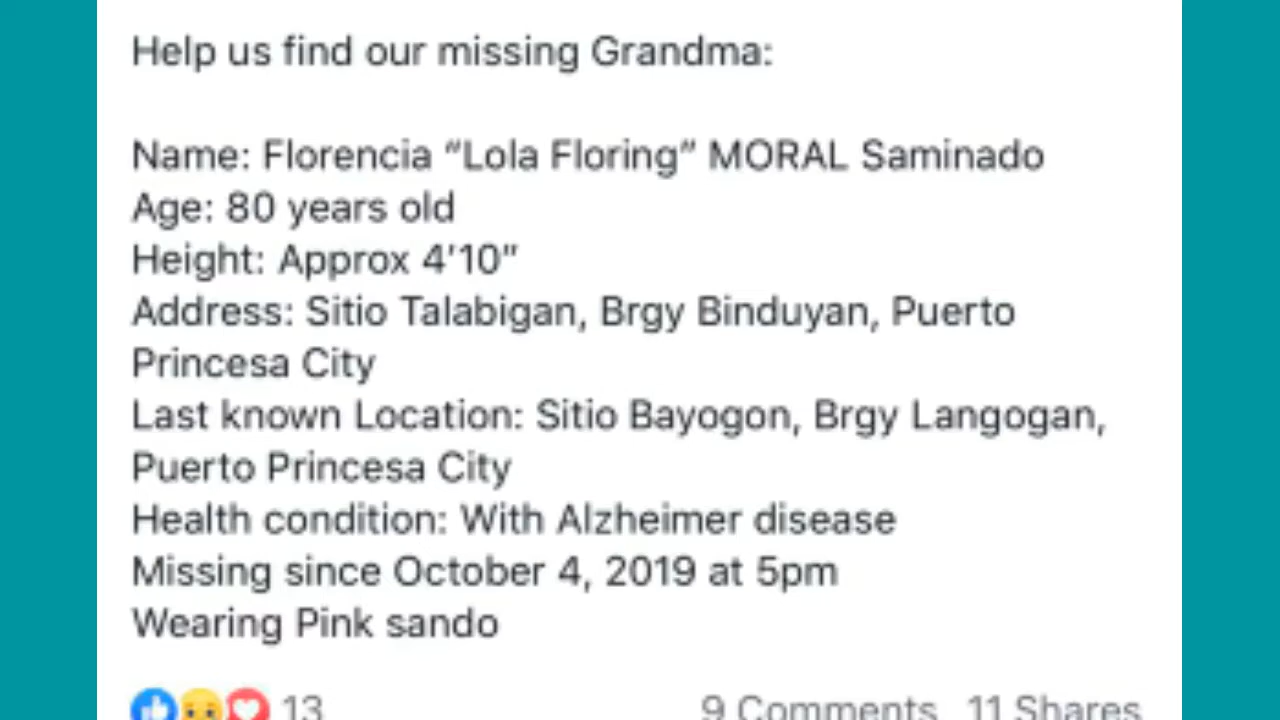 Help us find our missing Grandma:
Name: Florencia “Lola Floring” MORAL Saminado
Age: 80 years old
Height: Approx 4’10”
Address: Sitio Talabigan, Brgy Binduyan, Puerto
Princesa City
Last known Location: Sitio Bayogon, Brgy Langogan,
Puerto Princesa City
Health condition: With Alzheimer disease
Missing since October 4, 2019 at 5pm
Wearing Pink sando
13 9 Comments 11 Shares